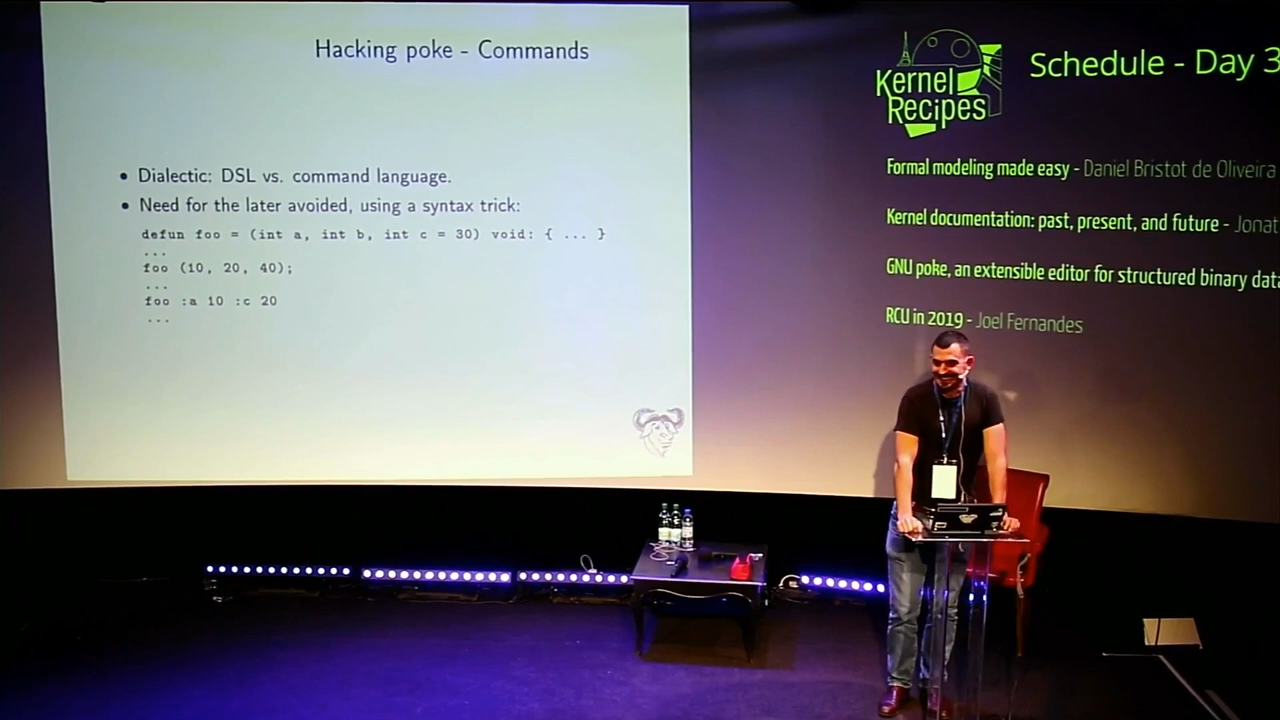 Hacking poke - Commands
• Dialectic: DSL vs. command language.
• Need for the later avoided, using a syntax trick:
defun foo = (int a, int b, int c = 30) void: { ... }
...
foo (10, 20, 40);
...
foo :a 10 :c 20
...
Kernel
Recipes
Schedule - Day 3
Formal modeling made easy - Daniel Bristot de Oliveira
Kernel documentation: past, present, and future - Jonat
GNU poke, an extensible editor for structured binary data
RCU in 2019 - Joel Fernandes